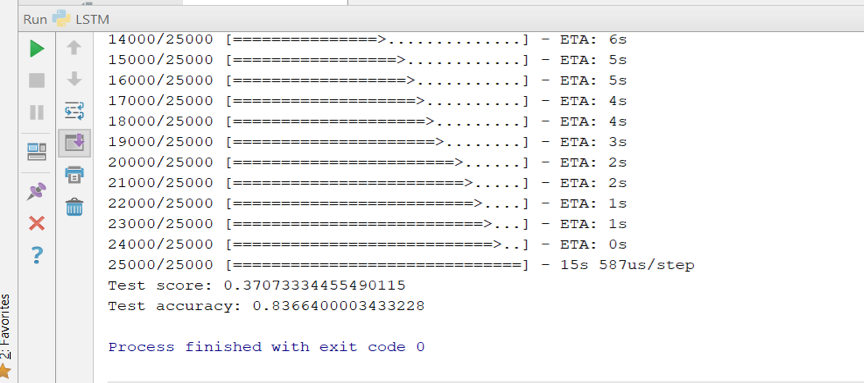 Run LSTM
14000/25000 [===============>..............] - ETA: 6s
15000/25000 [=================>............] - ETA: 5s
16000/25000 [==================>...........] - ETA: 5s
17000/25000 [===================>..........] - ETA: 4s
18000/25000 [====================>.........] - ETA: 4s
19000/25000 [=====================>........] - ETA: 3s
20000/25000 [=======================>......] - ETA: 2s
21000/25000 [========================>.....] - ETA: 2s
22000/25000 [=========================>....] - ETA: 1s
23000/25000 [==========================>...] - ETA: 1s
24000/25000 [===========================>..] - ETA: 0s
25000/25000 [==============================] - 15s 587us/step
Test score: 0.37073334455490115
Test accuracy: 0.8366400003433228
Process finished with exit code 0
2: Favorites